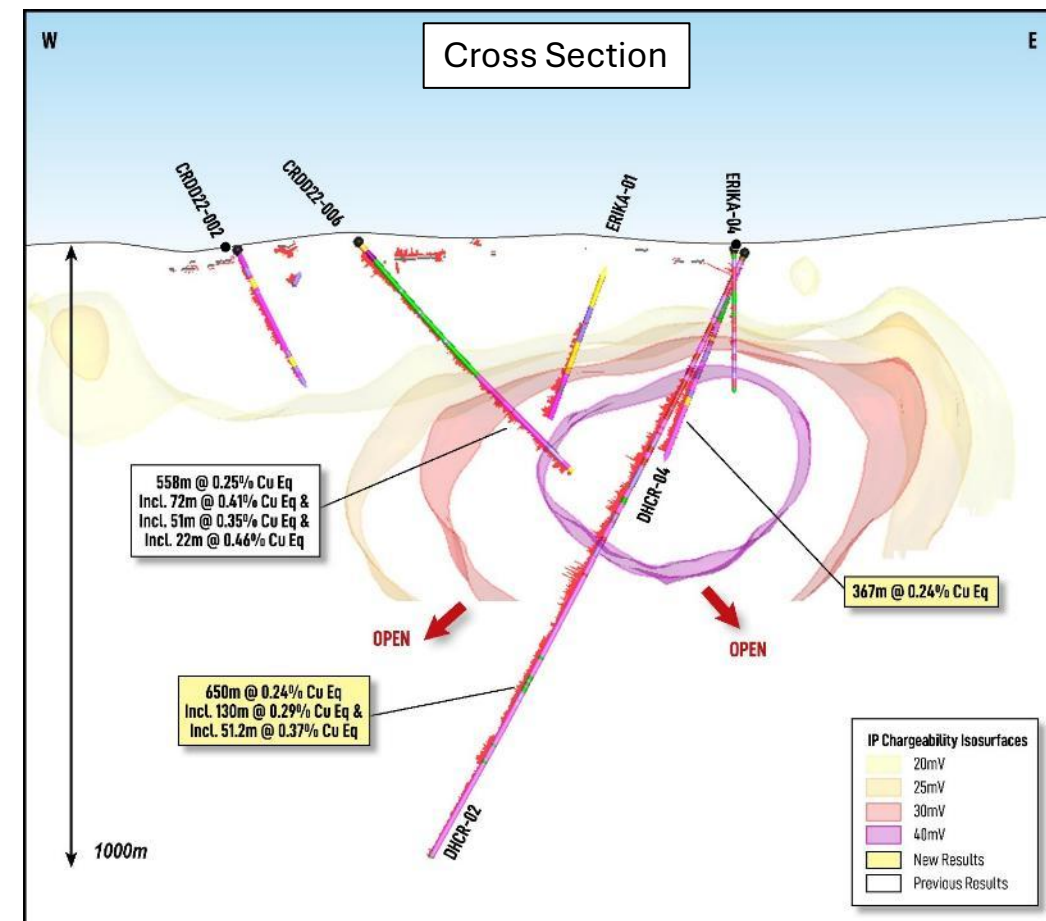 W
Cross Section
E
CRDD22-002
CRDD22-006
ERIKA-01
ERIKA-04
558m @ 0.25% Cu Eq
Incl. 72m @ 0.41% Cu Eq &
Incl. 51m @ 0.35% Cu Eq &
Incl. 22m @ 0.46% Cu Eq
DHCR-04
367m @ 0.24% Cu Eq
OPEN
OPEN
650m @ 0.24% Cu Eq
Incl. 130m @ 0.29% Cu Eq &
Incl. 51.2m @ 0.37% Cu Eq
DHCR-02
1000m
IP Chargeability Isosurfaces
20mV
25mV
30mV
40mV
New Results
Previous Results